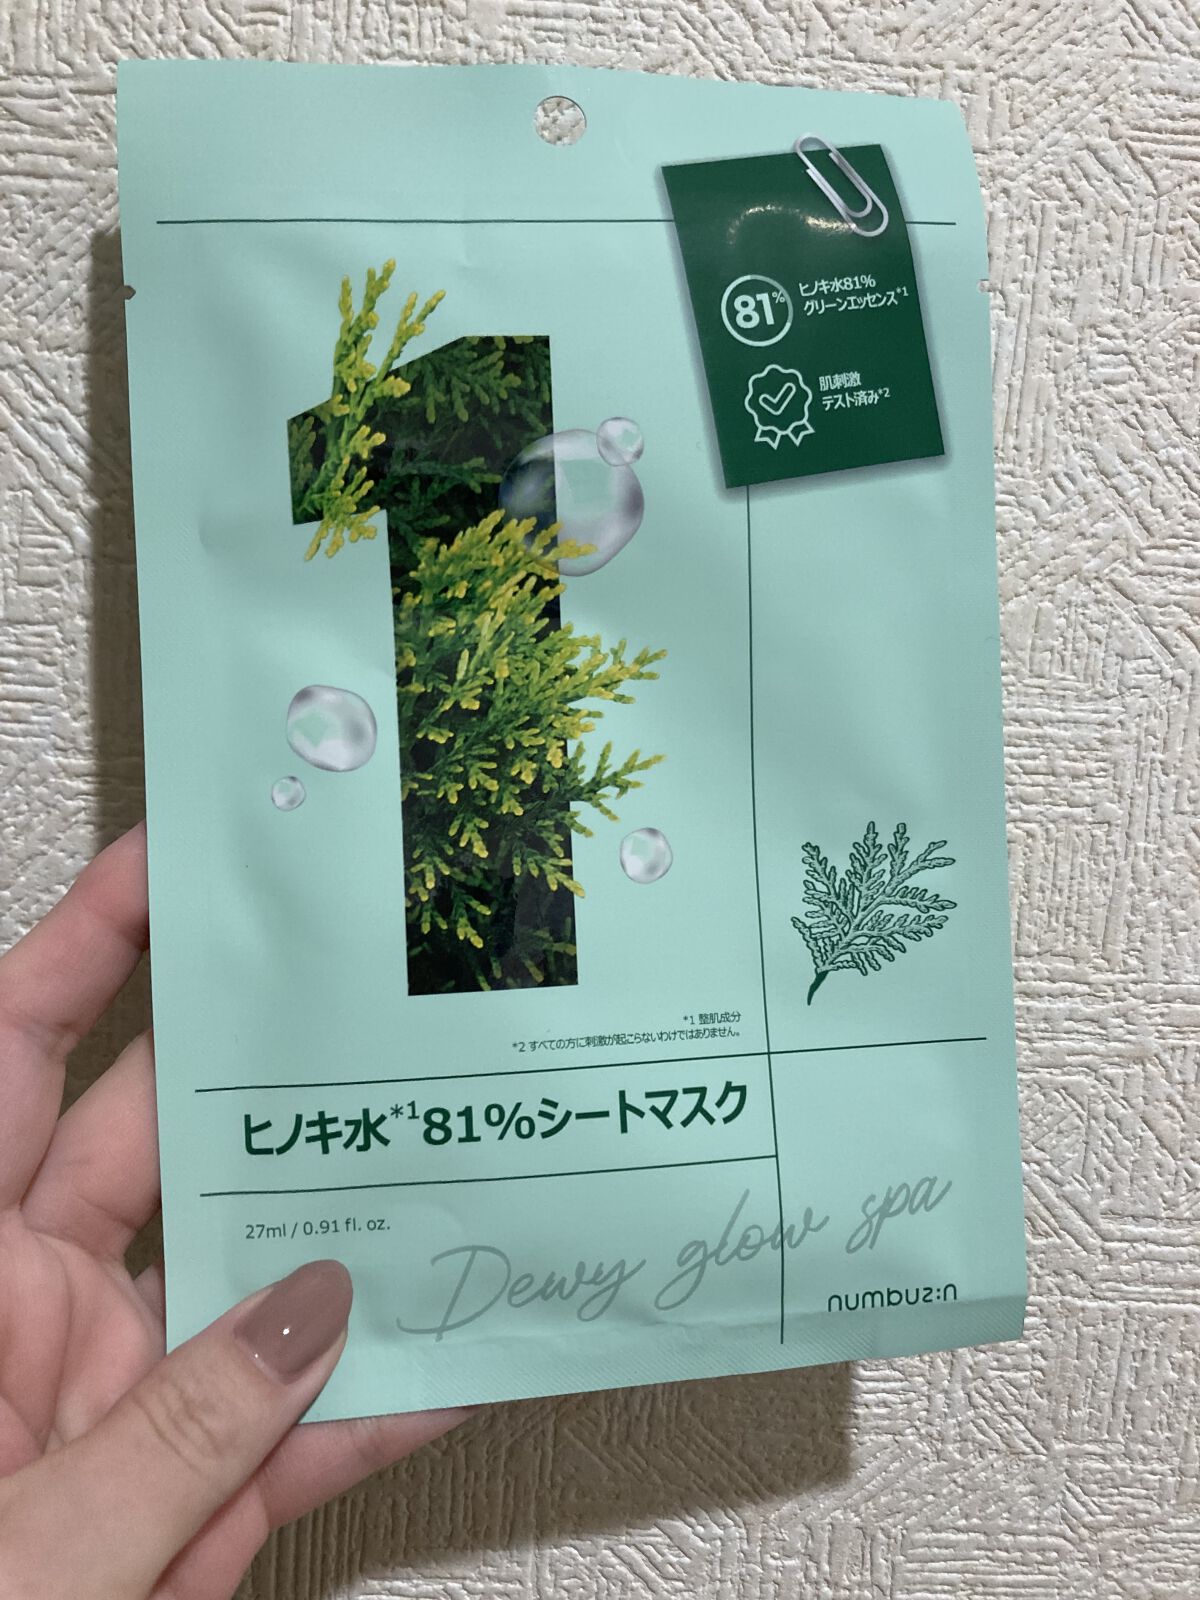 81%
ヒノキ水81%
グリーンエッセンス*1
肌刺激
テスト済み*2
*1 整肌成分
*2 すべての方に刺激が起こらないわけではありません。
ヒノキ水*1 81%シートマスク
27ml / 0.91 fl. oz.
Dewy glow spa
numbuz:n